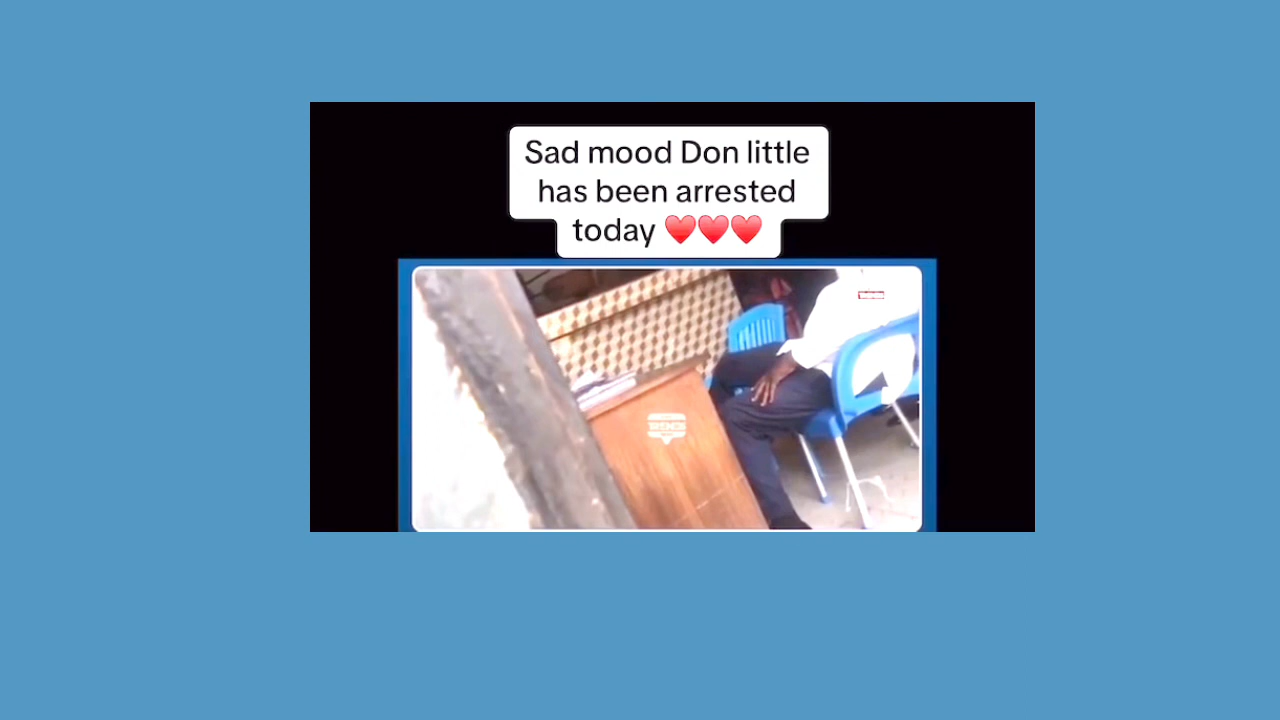 Sad mood Don little
has been arrested
today ♥️♥️♥️